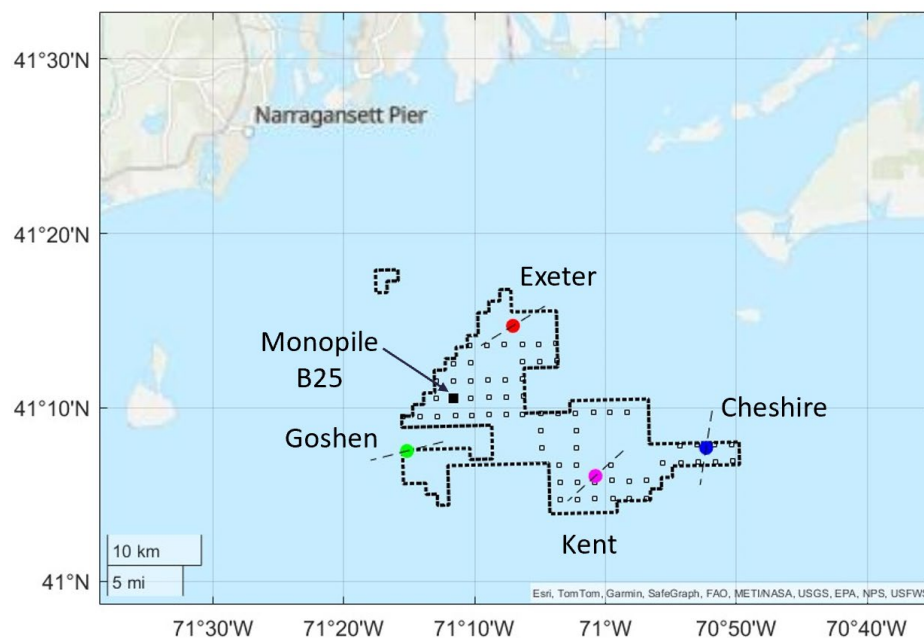 41°30'N
Narragansett Pier
41°20'N
Exeter
Monopile
B25
41°10'N
Cheshire
Goshen
Kent
10 km
5 mi
41°N
Esri, TomTom, Garmin, SafeGraph, FAO, METI/NASA, USGS, EPA, NPS, USFWS
71°30'W 71°20'W 71°10'W 71°W 70°50'W 70°40'W